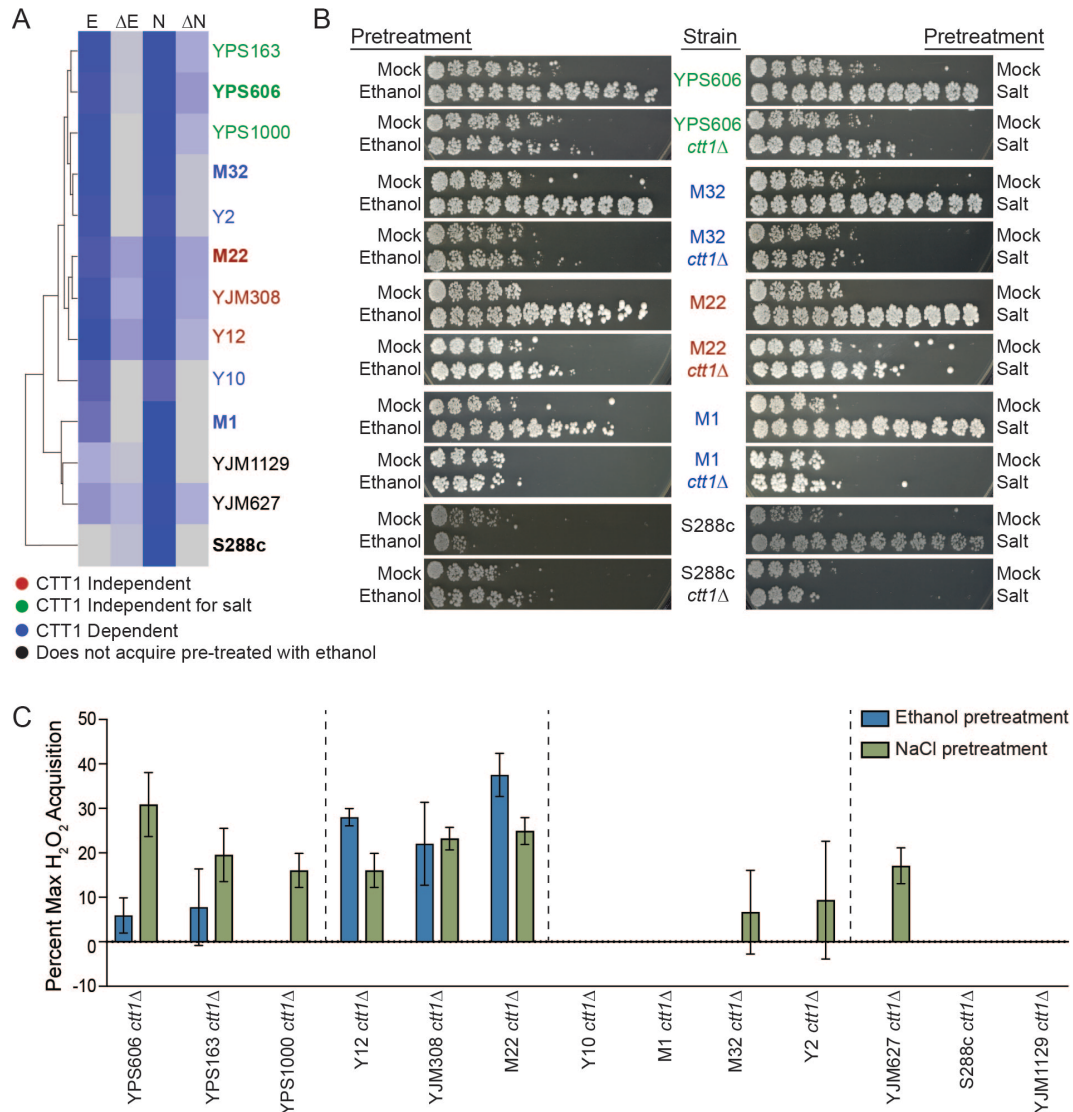 A
E ΔE N ΔN
YPS163
YPS606
YPS1000
M32
Y2
M22
YJM308
Y12
Y10
M1
YJM1129
YJM627
S288c
CTT1 Independent
CTT1 Independent for salt
CTT1 Dependent
Does not acquire pre-treated with ethanol
B
Pretreatment Strain Pretreatment
Mock YPS606 Mock
Ethanol Salt
Mock YPS606 Mock
Ethanol ctt1Δ Salt
Mock M32 Mock
Ethanol Salt
Mock M32 Mock
Ethanol ctt1Δ Salt
Mock M22 Mock
Ethanol Salt
Mock M22 Mock
Ethanol ctt1Δ Salt
Mock M1 Mock
Ethanol Salt
Mock M1 Mock
Ethanol ctt1Δ Salt
Mock S288c Mock
Ethanol Salt
Mock S288c Mock
Ethanol ctt1Δ Salt
C
Percent Max H₂O₂ Acquisition
50
40
30
20
10
0
-10
Ethanol pretreatment
NaCl pretreatment
YPS606 ctt1Δ
YPS163 ctt1Δ
YPS1000 ctt1Δ
Y12 ctt1Δ
YJM308 ctt1Δ
M22 ctt1Δ
Y10 ctt1Δ
M1 ctt1Δ
M32 ctt1Δ
Y2 ctt1Δ
YJM627 ctt1Δ
S288c ctt1Δ
YJM1129 ctt1Δ